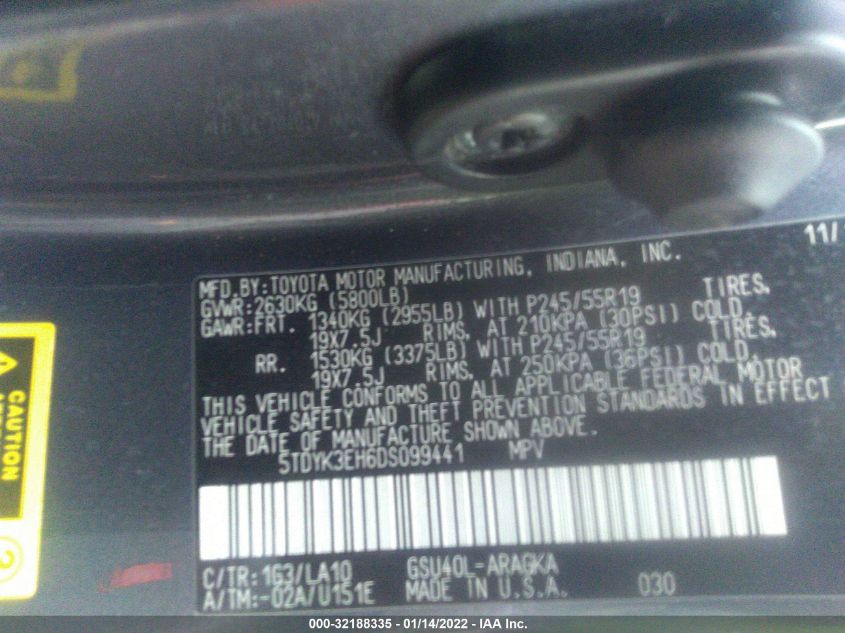 11/
MFD.BY:TOYOTA MOTOR MANUFACTURING, INDIANA, INC.
GVWR:2630KG (5800LB)
GAWR:FRT. 1340KG (2955LB) WITH P245/55R19 TIRES,
19X7.5J RIMS, AT 210KPA (30PSI) COLD.
RR. 1530KG (3375LB) WITH P245/55R19 TIRES,
19X7.5J RIMS, AT 250KPA (36PSI) COLD.
THIS VEHICLE CONFORMS TO ALL APPLICABLE FEDERAL MOTOR
VEHICLE SAFETY AND THEFT PREVENTION STANDARDS IN EFFECT
THE DATE OF MANUFACTURE SHOWN ABOVE.
5TDYK3EH6DS099441 MPV
C/TR:1G3/LA10 GSU40L-ARAGKA
A/TM:-02A/U151E MADE IN U.S.A. 030
CAUTION
000-32188335 - 01/14/2022 - IAA Inc.